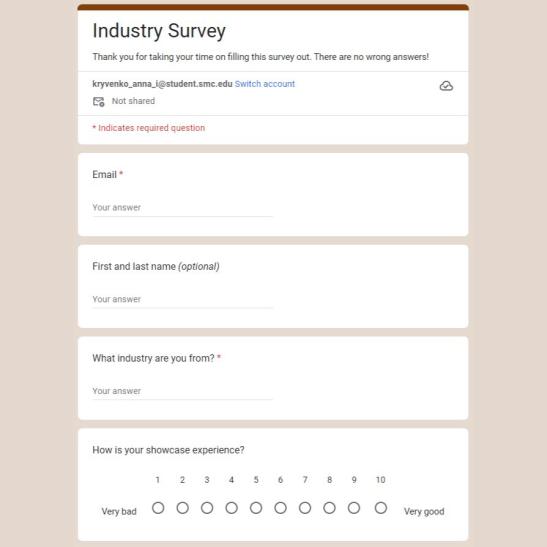 Industry Survey
Thank you for taking your time on filling this survey out. There are no wrong answers!
kryvenko_anna_i@student.smc.edu Switch account
Not shared
* Indicates required question
Email *
Your answer
First and last name (optional)
Your answer
What industry are you from? *
Your answer
How is your showcase experience?
1 2 3 4 5 6 7 8 9 10
Very bad Very good